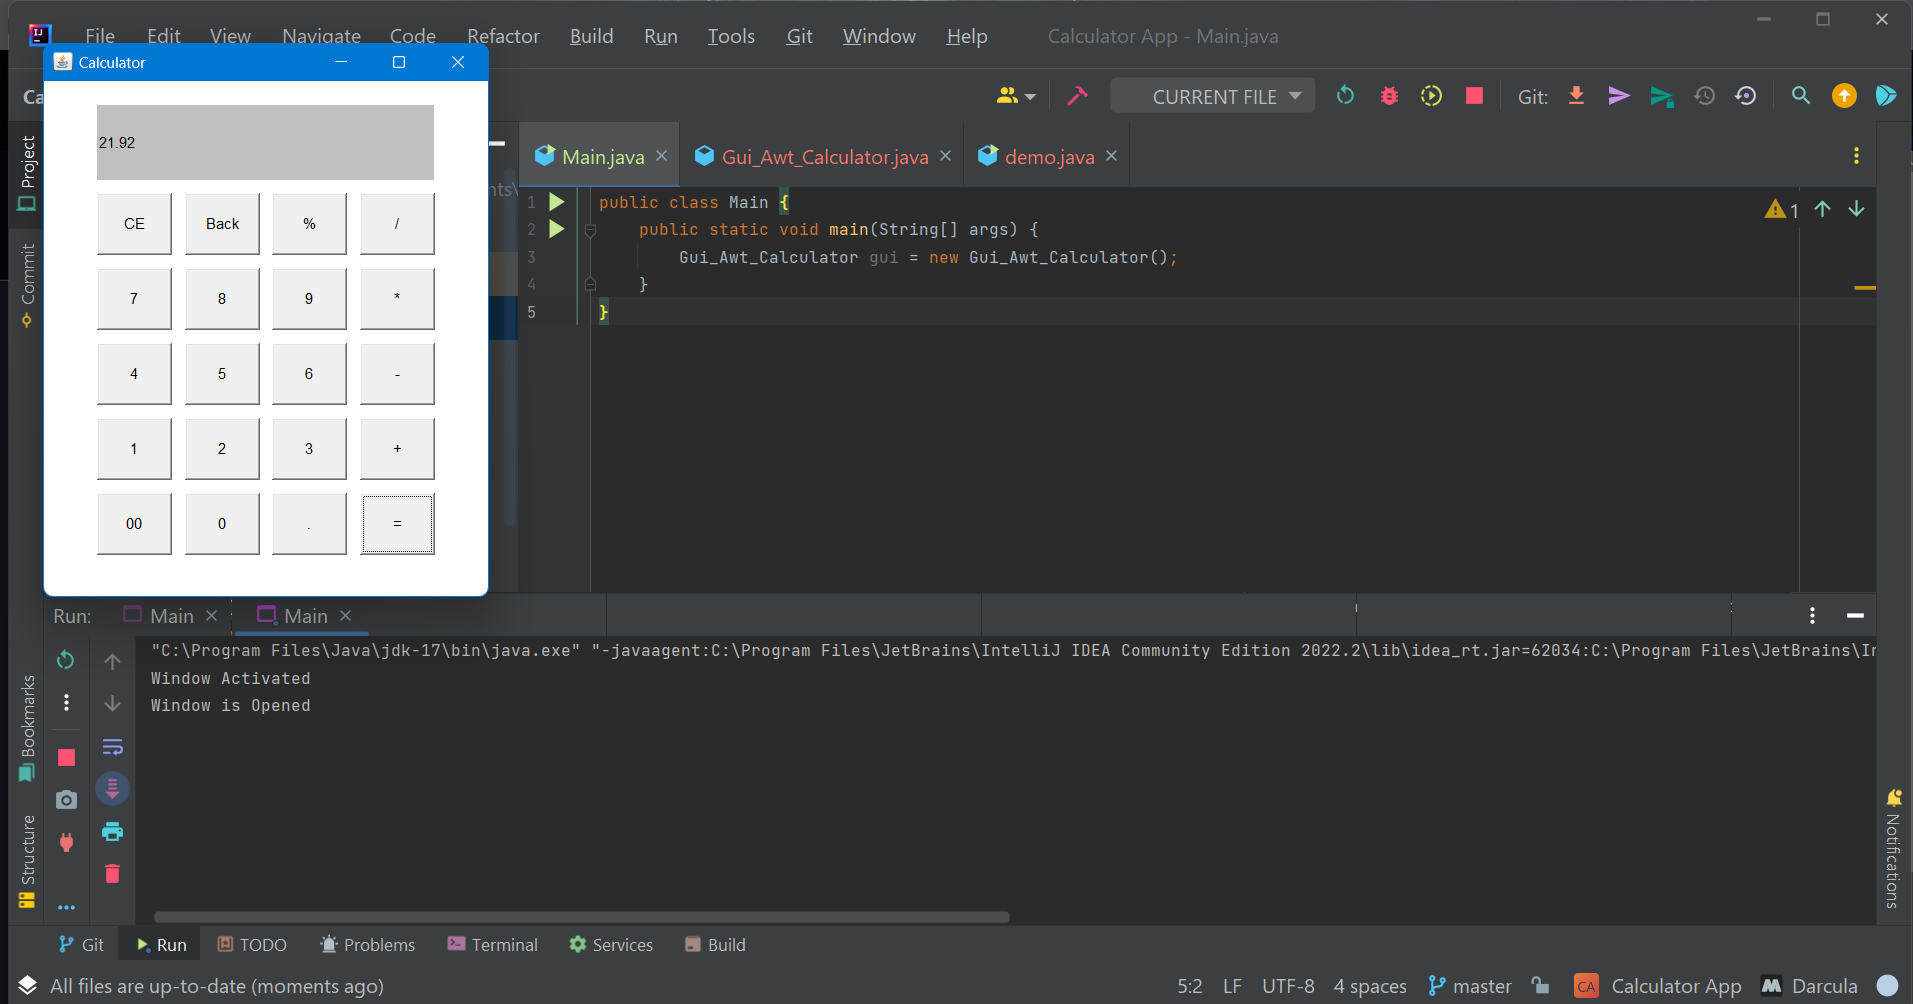 File Edit View Navigate Code Refactor Build Run Tools Git Window Help Calculator App - Main.java
Calculator
Ca
CURRENT FILE
Git:
21.92
CE Back % /
7 8 9 *
4 5 6 -
1 2 3 +
00 0 . =
Project
Commit
Bookmarks
Structure
nts\
Main.java Gui_Awt_Calculator.java demo.java
1 public class Main {
2 public static void main(String[] args) {
3 Gui_Awt_Calculator gui = new Gui_Awt_Calculator();
4 }
5 }
1
Run: Main Main
"C:\Program Files\Java\jdk-17\bin\java.exe" "-javaagent:C:\Program Files\JetBrains\IntelliJ IDEA Community Edition 2022.2\lib\idea_rt.jar=62034:C:\Program Files\JetBrains\In
Window Activated
Window is Opened
Notifications
Git Run TODO Problems Terminal Services Build
All files are up-to-date (moments ago)
5:2 LF UTF-8 4 spaces master CA Calculator App M Darcula